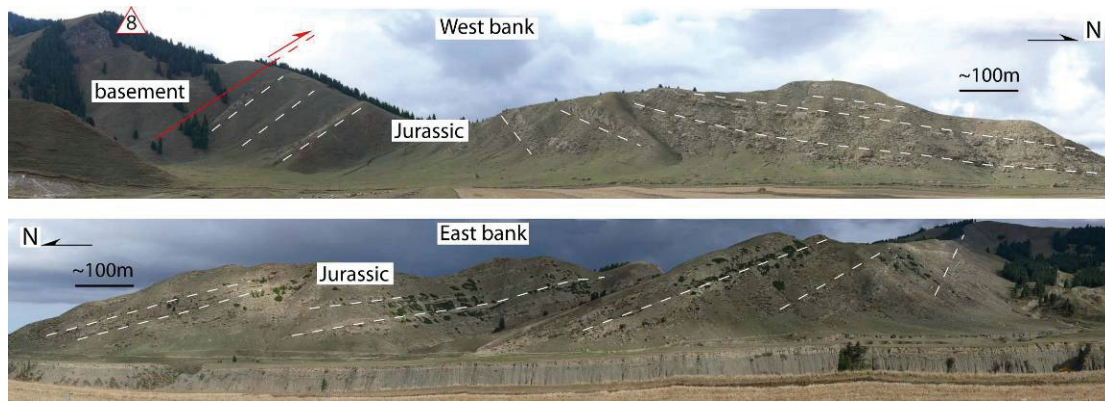 8
West bank
N
basement
~100m
Jurassic
East bank
N
~100m
Jurassic